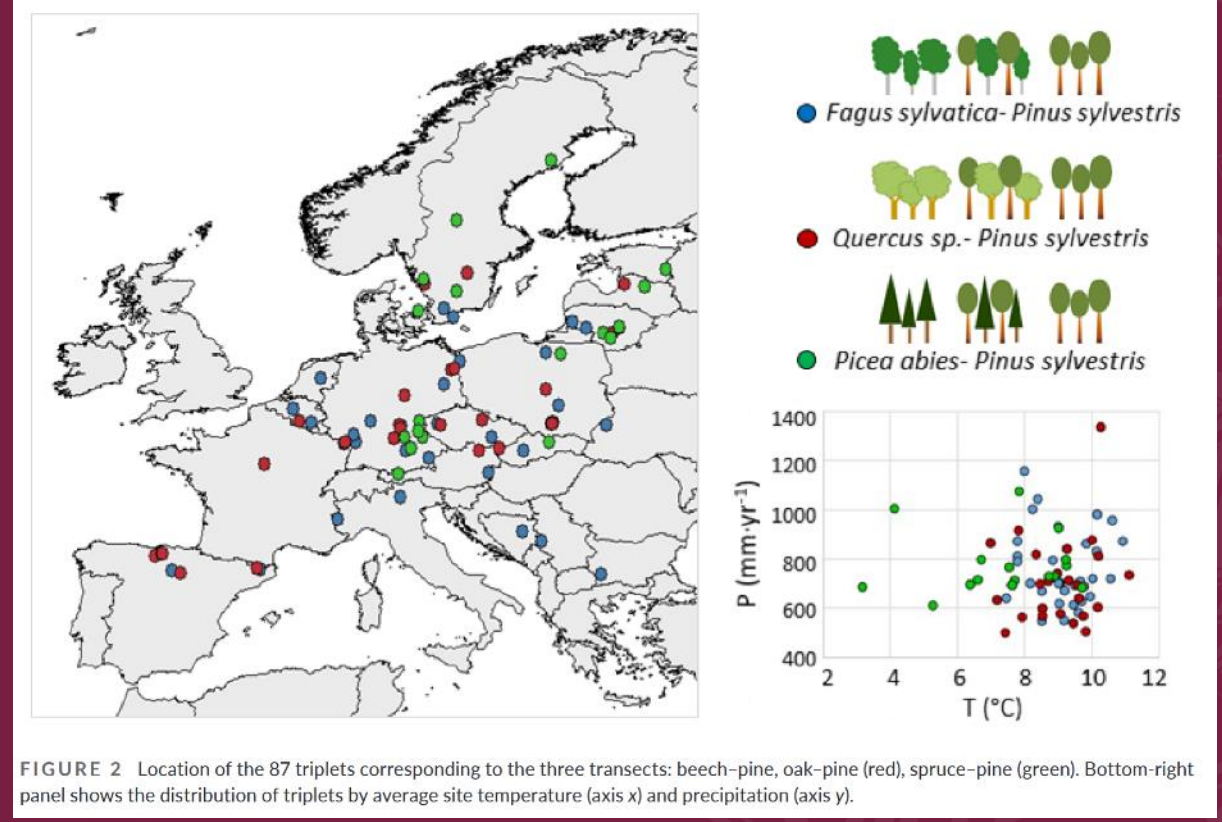 Fagus sylvatica- Pinus sylvestris
Quercus sp.- Pinus sylvestris
Picea abies- Pinus sylvestris
1400
1200
1000
800
600
400
P (mm·yr⁻¹)
2 4 6 8 10 12
T (°C)
FIGURE 2 Location of the 87 triplets corresponding to the three transects: beech–pine, oak–pine (red), spruce–pine (green). Bottom-right
panel shows the distribution of triplets by average site temperature (axis x) and precipitation (axis y).